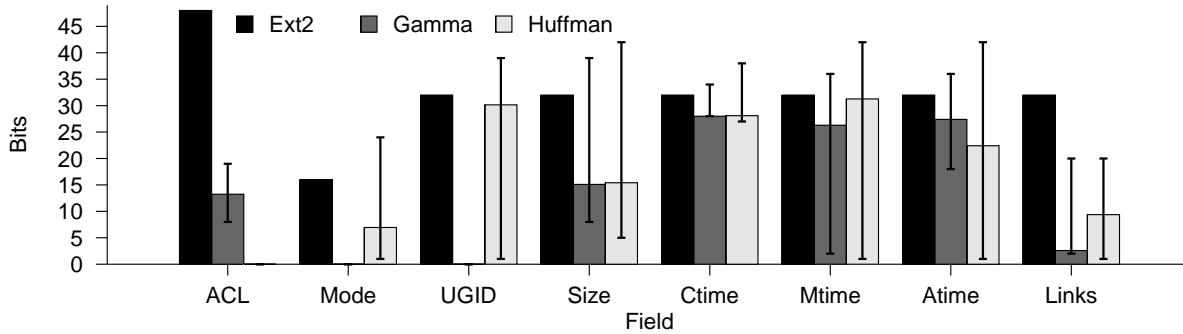 Ext2 Gamma Huffman
45
40
35
30
25
20
15
10
5
0
Bits
ACL Mode UGID Size Ctime Mtime Atime Links
Field